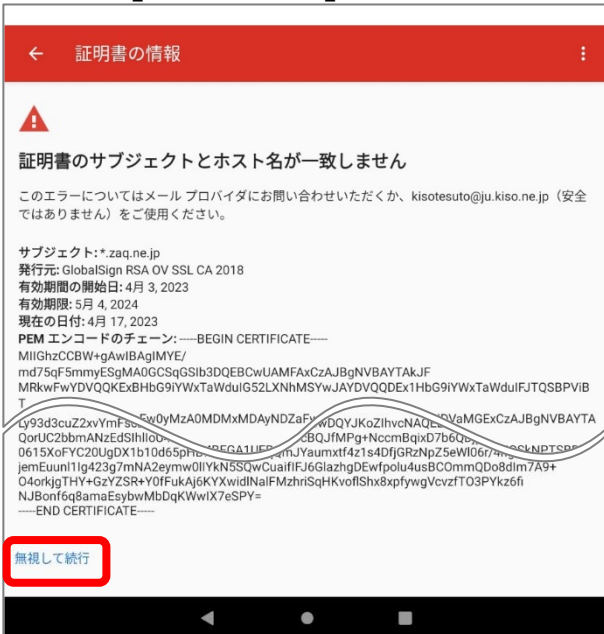 証明書の情報
証明書のサブジェクトとホスト名が一致しません
このエラーについてはメール プロバイダにお問い合わせいただくか、kisotesuto@ju.kiso.ne.jp（安全
ではありません）をご使用ください。
サブジェクト: *.zaq.ne.jp
発行元: GlobalSign RSA OV SSL CA 2018
有効期間の開始日: 4月 3, 2023
有効期限: 5月 4, 2024
現在の日付: 4月 17, 2023
PEM エンコードのチェーン: -----BEGIN CERTIFICATE-----
MIIGhzCCBW+gAwIBAgIMYE/
md75qF5mmyESgMA0GCSqGSIb3DQEBCwUAMFAxCzAJBgNVBAYTAkJF
MRkwFwYDVQQKExBHbG9iYWxTaWduIG52LXNhMSYwJAYDVQQDEx1HbG9iYWxTaWduIFJTQSBPViB
T
jemEuunl1Ig423g7mNA2eymw0IlYkN5SQwCuaifIFJ6GlazhgDEwfpolu4usBCOmmQDo8dIm7A9+
O4orkjgTHY+GzYZSR+Y0fFukAj6KYXwidlNalFMzhriSqHKvoflShx8xpfywgVcvzfTO3PYkz6fi
NJBonf6q8amaEsybwMbDqKWwIX7eSPY=
-----END CERTIFICATE-----
無視して続行